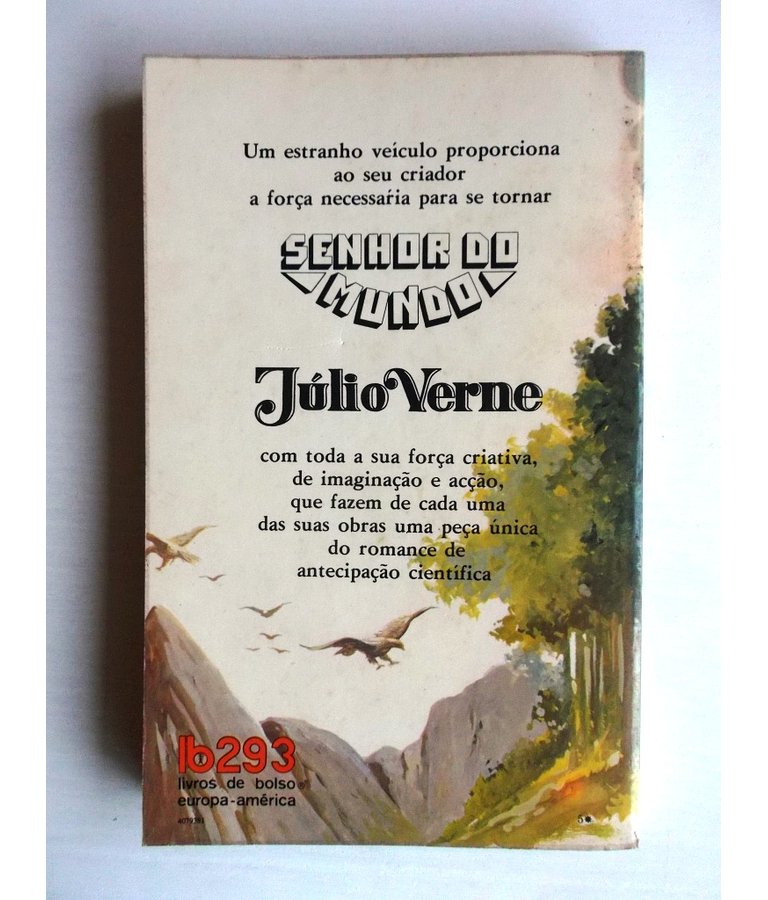 Um estranho veículo proporciona
ao seu criador
a força necessaŕia para se tornar
SENHOR DO
MUNDO
Júlio Verne
com toda a sua força criativa,
de imaginação e acção,
que fazem de cada uma
das suas obras uma peça única
do romance de
antecipação científica
lb293
livros de bolso
europa-américa